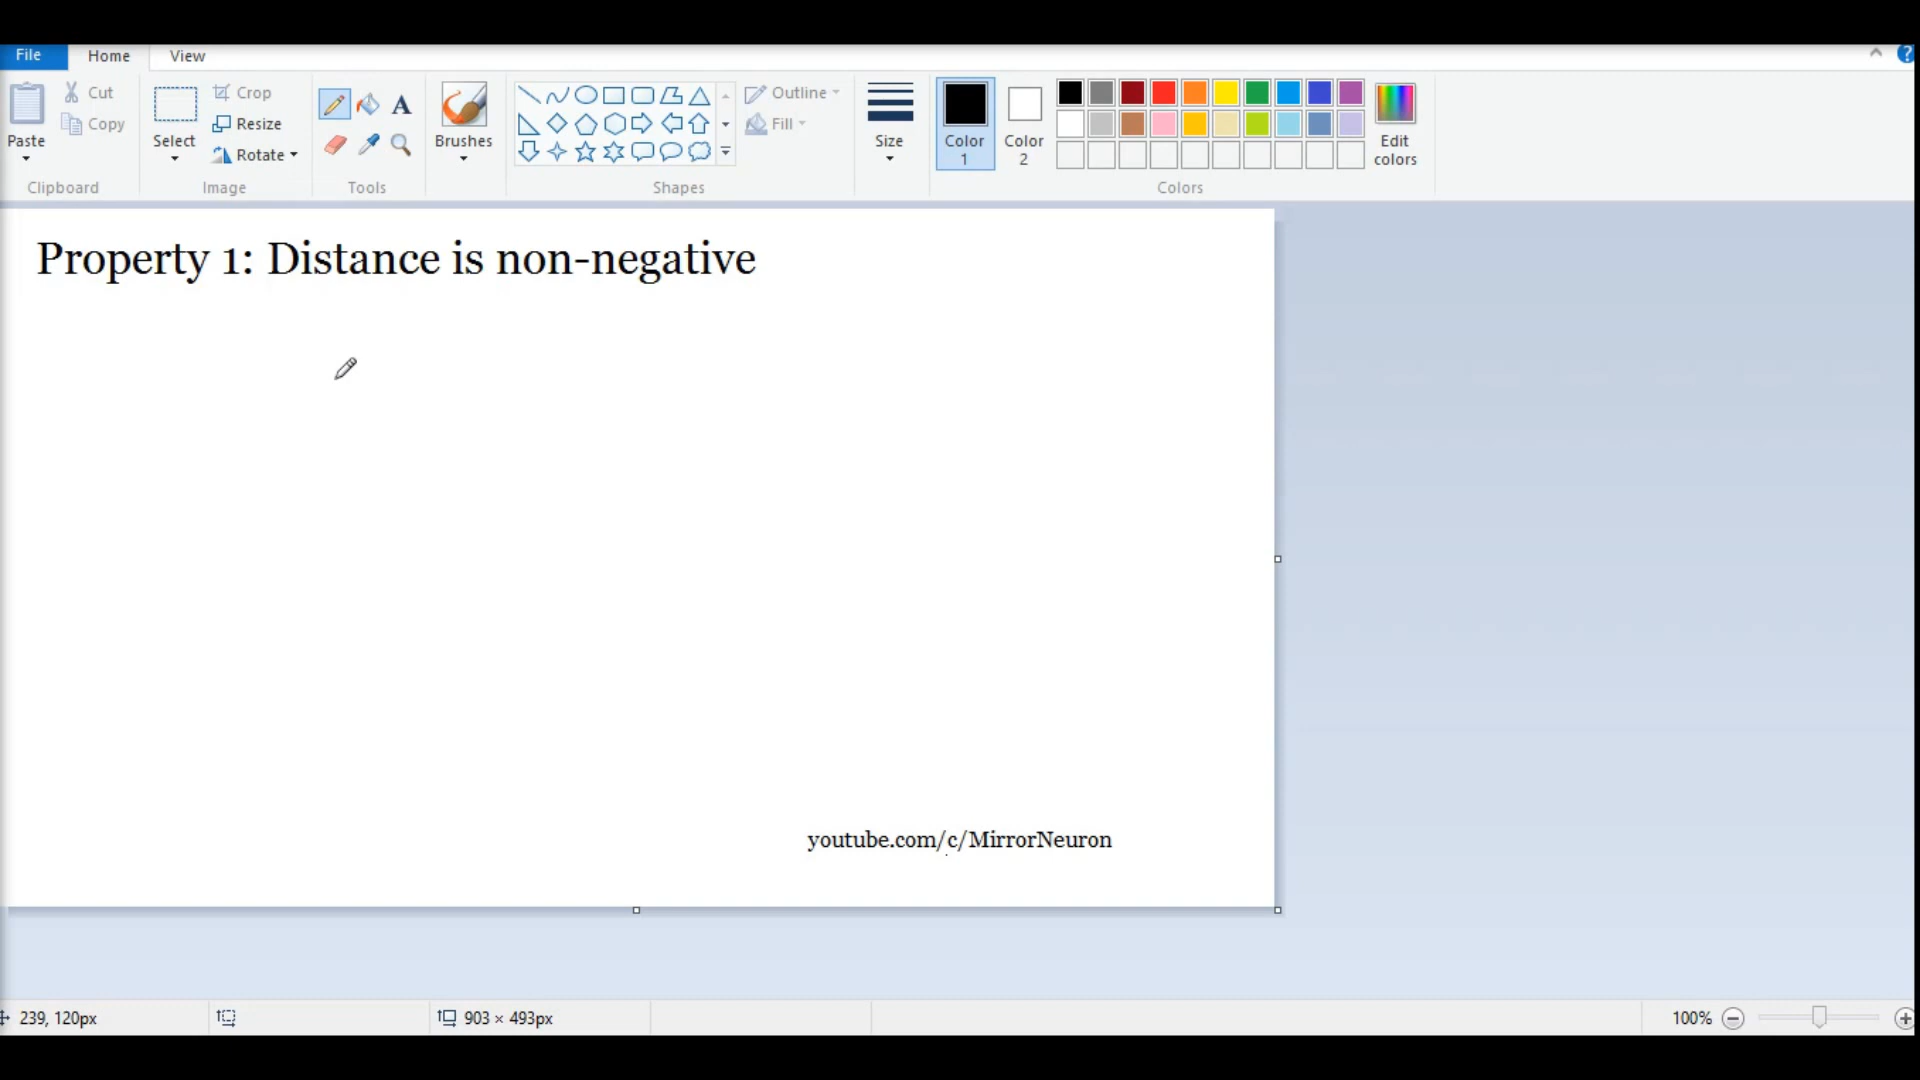 File Home View
Paste Cut Copy Clipboard
Select Crop Resize Rotate Image
A Tools
Brushes
Outline Fill Shapes
Size
Color 1 Color 2 Edit colors Colors
Property 1: Distance is non-negative
youtube.com/c/MirrorNeuron
239, 120px 903 × 493px 100%